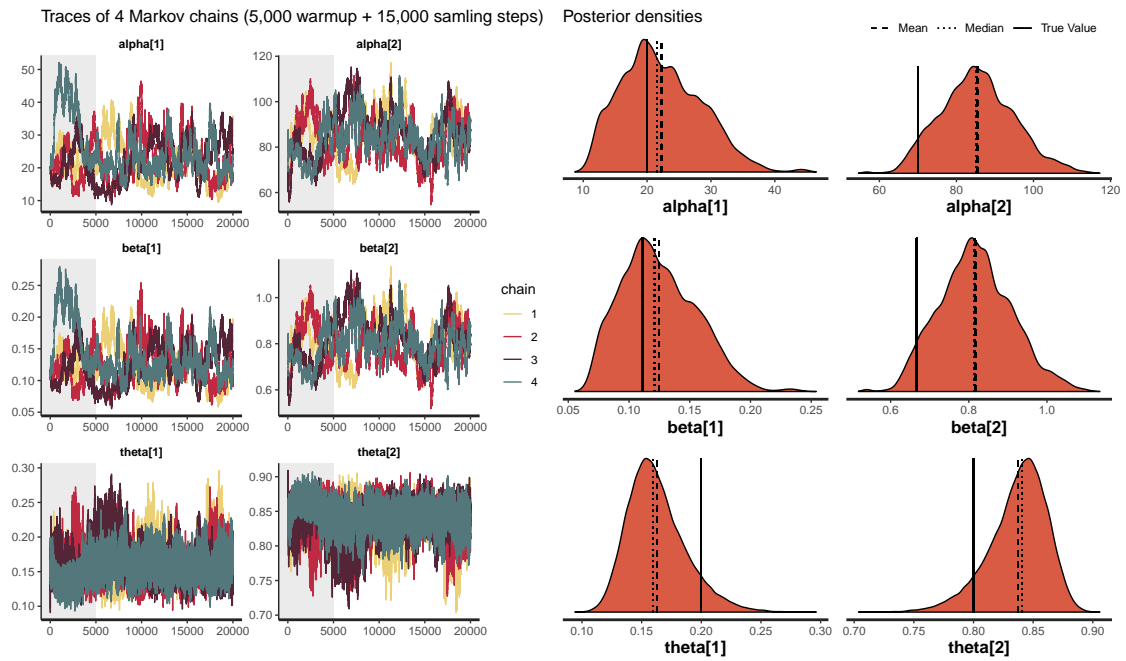 Traces of 4 Markov chains (5,000 warmup + 15,000 samling steps)
Posterior densities
Mean Median True Value
alpha[1]
50
40
30
20
10
0 5000 10000 15000 20000
alpha[2]
120
100
80
60
0 5000 10000 15000 20000
beta[1]
0.25
0.20
0.15
0.10
0.05
0 5000 10000 15000 20000
beta[2]
1.0
0.8
0.6
0 5000 10000 15000 20000
theta[1]
0.30
0.25
0.20
0.15
0.10
0 5000 10000 15000 20000
theta[2]
0.90
0.85
0.80
0.75
0.70
0 5000 10000 15000 20000
chain
1
2
3
4
10 20 30 40
alpha[1]
60 80 100 120
alpha[2]
0.05 0.10 0.15 0.20 0.25
beta[1]
0.6 0.8 1.0
beta[2]
0.10 0.15 0.20 0.25 0.30
theta[1]
0.70 0.75 0.80 0.85 0.90
theta[2]